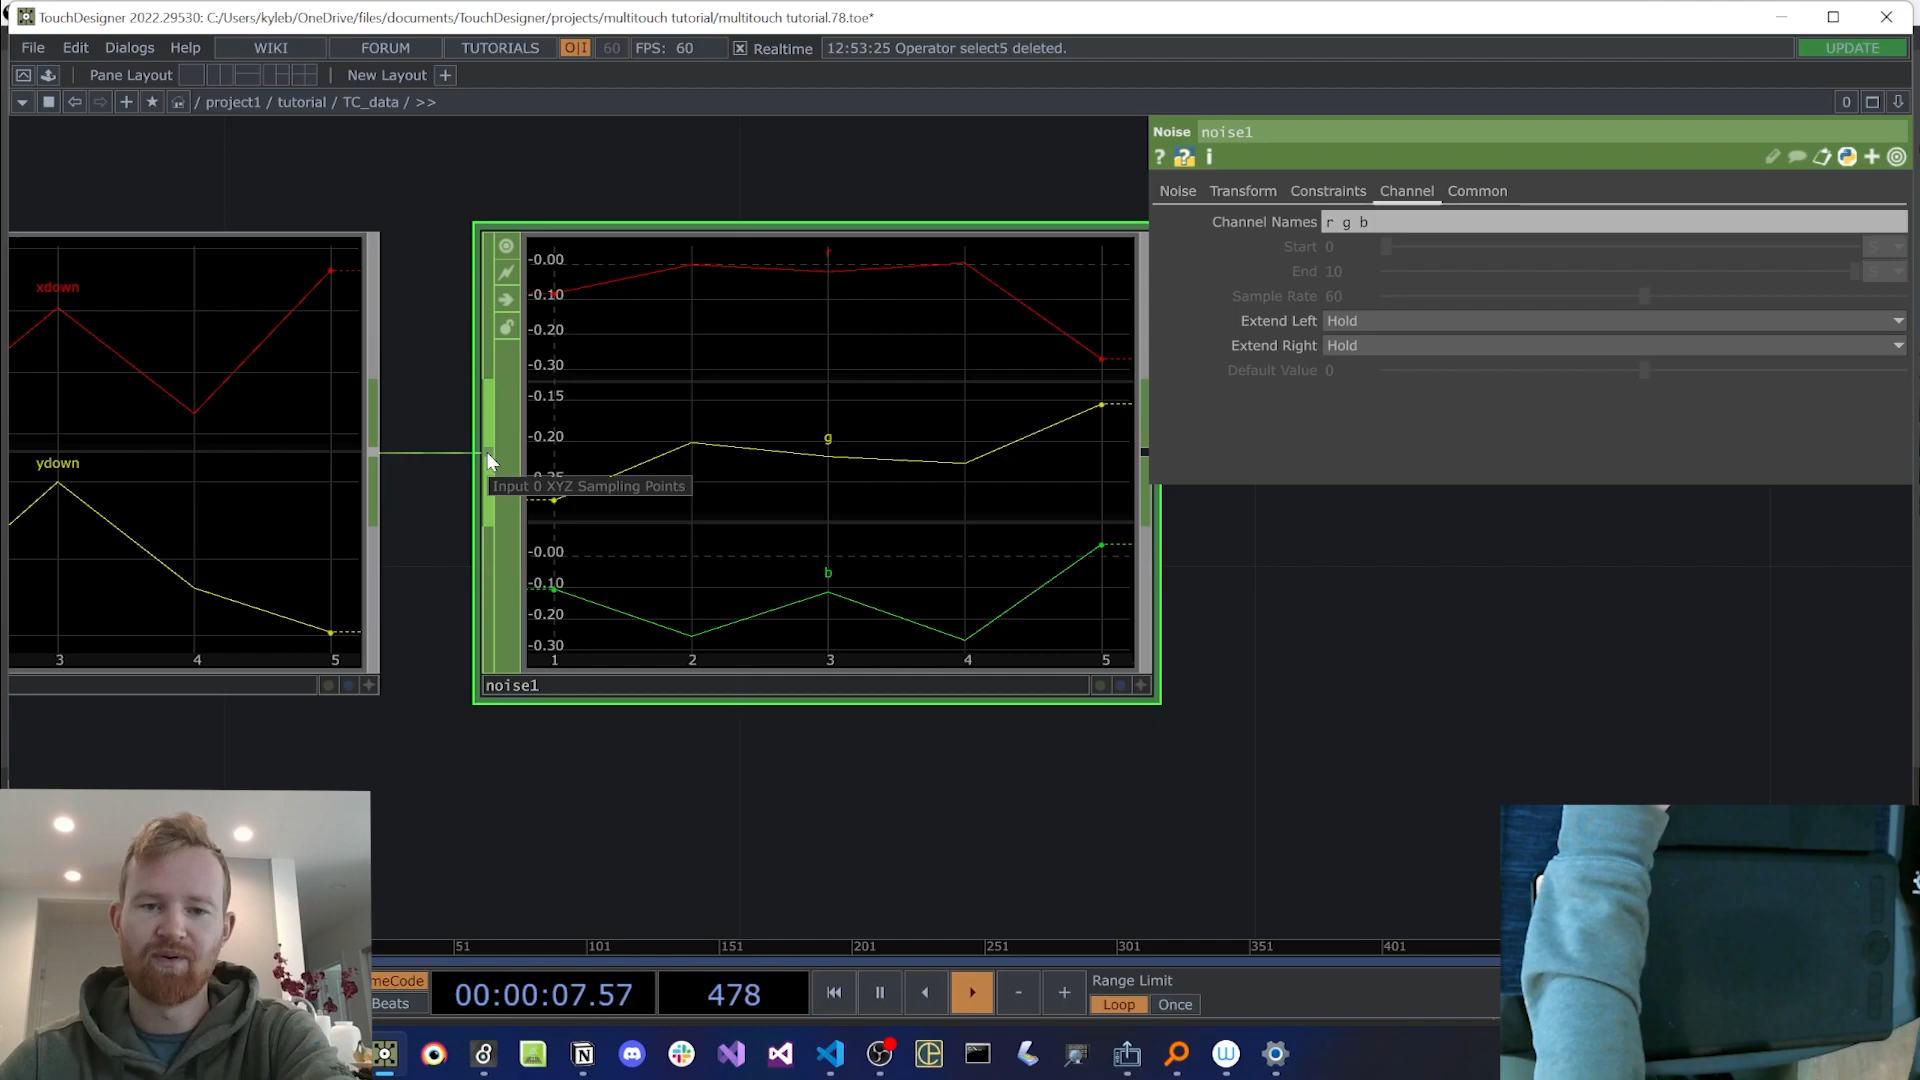 TouchDesigner 2022.29530: C:/Users/kyleb/OneDrive/files/documents/TouchDesigner/projects/multitouch tutorial/multitouch tutorial.78.toe*
File Edit Dialogs Help WIKI FORUM TUTORIALS O|I 60 FPS: 60 Realtime 12:53:25 Operator select5 deleted. UPDATE
Pane Layout New Layout +
/ project1 / tutorial / TC_data / >> 0
Noise noise1
? ? i
Noise Transform Constraints Channel Common
Channel Names r g b
Start 0 S
End 10 S
Sample Rate 60
Extend Left Hold
Extend Right Hold
Default Value 0
xdown
ydown
3 4 5
-0.00
r
-0.10
-0.20
-0.30
-0.15
-0.20
g
Input 0 XYZ Sampling Points
-0.00
b
-0.10
-0.20
-0.30
1 2 3 4 5
noise1
51 101 151 201 251 301 351 401
meCode
Beats
00:00:07.57 478
- +
Range Limit
Loop Once